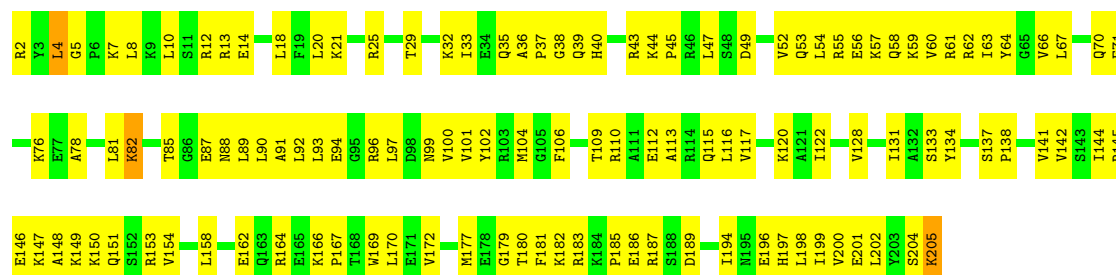 R2 Y3 L4 G5 P6 K7 L8 K9 L10 S11 R12 R13 E14 L18 F19 L20 K21 R25 T29 K32 I33 E34 Q35 A36 P37 G38 Q39 H40 R43 K44 P45 R46 L47 S48 D49 V52 Q53 L54 R55 E56 K57 Q58 K59 V60 R61 R62 I63 Y64 G65 V66 L67 Q70
K76 E77 A78 L81 K82 T85 G86 E87 N88 L89 L90 A91 L92 L93 E94 G95 R96 L97 D98 N99 V100 V101 Y102 R103 M104 G105 F106 T109 R110 A111 E112 A113 R114 Q115 L116 V117 K120 A121 I122 V128 I131 A132 S133 Y134 S137 P138 V141 V142 S143 I144
E146 K147 A148 K149 K150 Q151 S152 R153 V154 L158 E162 Q163 R164 E165 K166 P167 T168 W169 L170 E171 V172 M177 E178 G179 T180 F181 K182 R183 K184 P185 E186 R187 S188 D189 I194 N195 E196 H197 L198 I199 V200 E201 L202 Y203 S204 K205